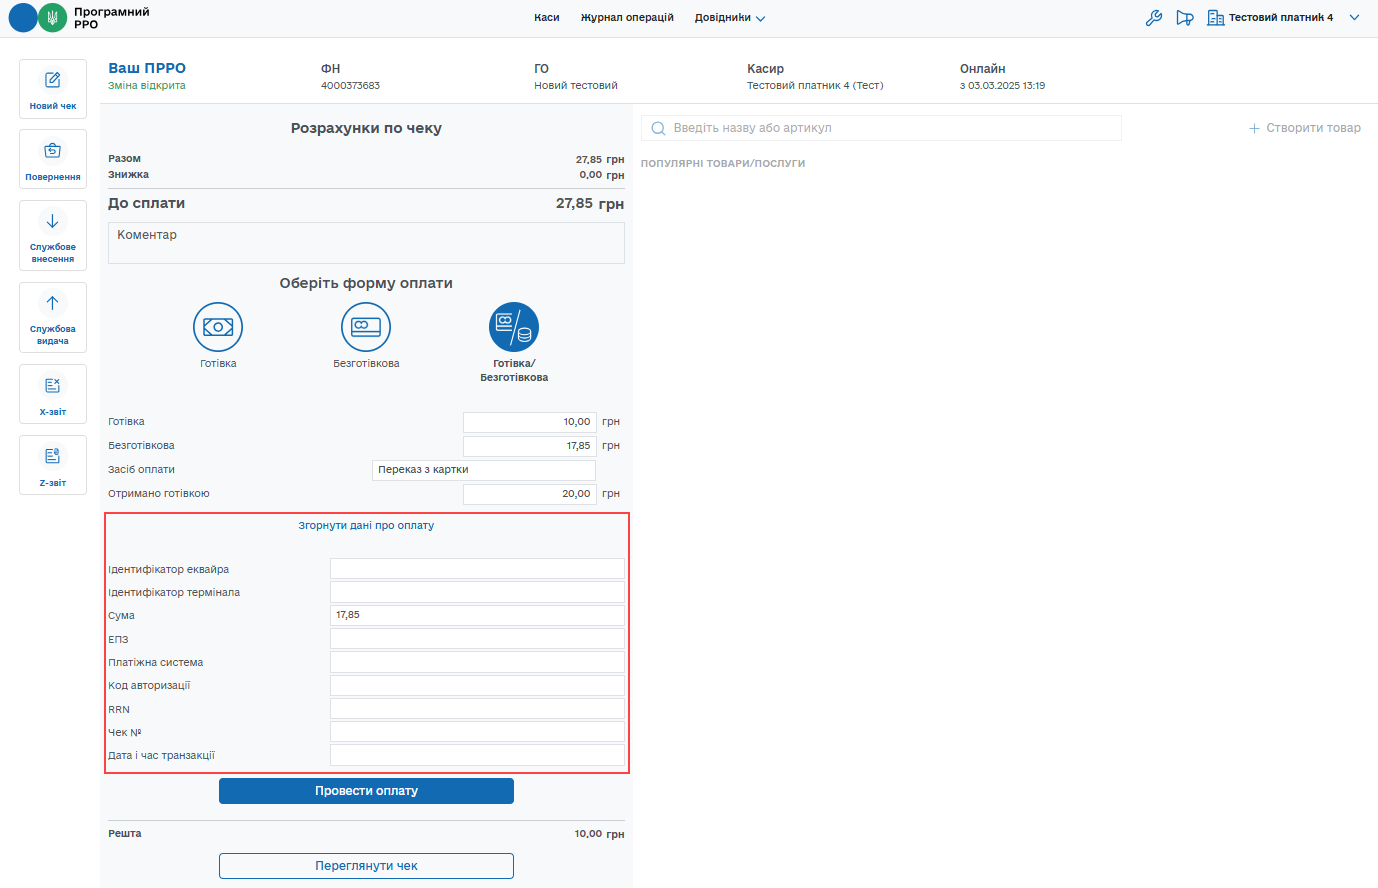 Програмний
РРО
Каси
Журнал операцій
Довідники
Тестовий платник 4
Новий чек
Повернення
Службове
внесення
Службова
видача
Х-звіт
Z-звіт
Ваш ПРРО
Зміна відкрита
ФН
4000373683
ГО
Новий тестовий
Касир
Тестовий платник 4 (Тест)
Онлайн
з 03.03.2025 13:19
Розрахунки по чеку
Разом 27,85 грн
Знижка 0,00 грн
До сплати 27,85 грн
Коментар
Оберіть форму оплати
Готівка
Безготівкова
Готівка/
Безготівкова
Готівка 10,00 грн
Безготівкова 17,85 грн
Засіб оплати Переказ з картки
Отримано готівкою 20,00 грн
Згорнути дані про оплату
Ідентифікатор еквайра
Ідентифікатор термінала
Сума 17,85
ЕПЗ
Платіжна система
Код авторизації
RRN
Чек №
Дата і час транзакції
Провести оплату
Решта 10,00 грн
Переглянути чек
Введіть назву або артикул
Створити товар
ПОПУЛЯРНІ ТОВАРИ/ПОСЛУГИ